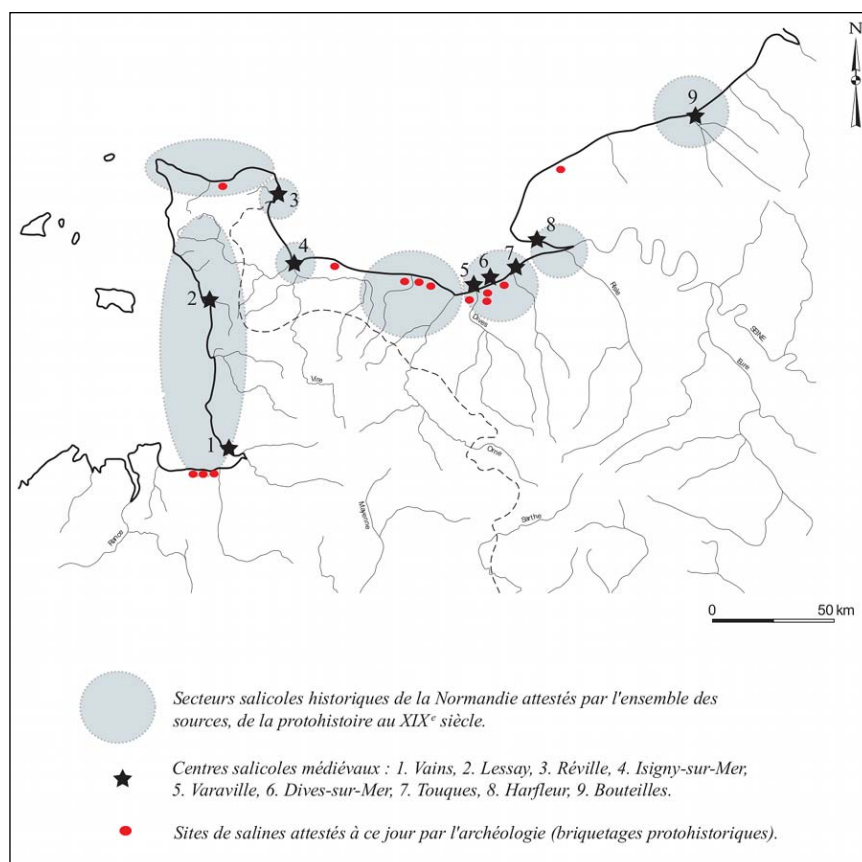 N
9
3
8
4
7
6
5
2
1
Dives
Risle
SEINE
Eure
Vire
Orne
Sarthe
Mayenne
Rance
0 50 km
Secteurs salicoles historiques de la Normandie attestés par l'ensemble des
sources, de la protohistoire au XIXe siècle.
Centres salicoles médiévaux : 1. Vains, 2. Lessay, 3. Réville, 4. Isigny-sur-Mer,
5. Varaville, 6. Dives-sur-Mer, 7. Touques, 8. Harfleur, 9. Bouteilles.
Sites de salines attestés à ce jour par l'archéologie (briquetages protohistoriques).